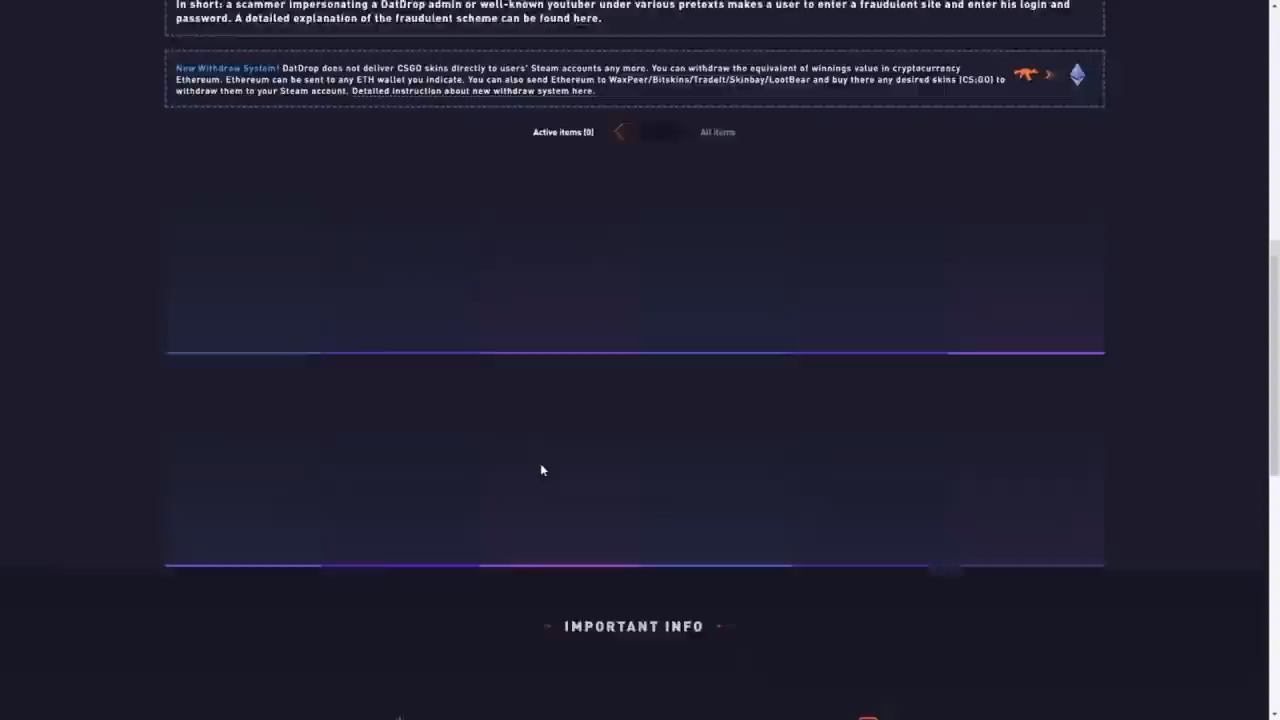 In short: a scammer impersonating a DatDrop admin or well-known youtuber under various pretexts makes a user to enter a fraudulent site and enter his login and
password. A detailed explanation of the fraudulent scheme can be found here.
New Withdraw System! DatDrop does not deliver CSGO skins directly to users' Steam accounts any more. You can withdraw the equivalent of winnings value in cryptocurrency
Ethereum. Ethereum can be sent to any ETH wallet you indicate. You can also send Ethereum to WaxPeer/Bitskins/TradeIt/Skinbay/LootBear and buy there any desired skins (CS:GO) to
withdraw them to your Steam account. Detailed instruction about new withdraw system here.
Active items (0)
All items
IMPORTANT INFO